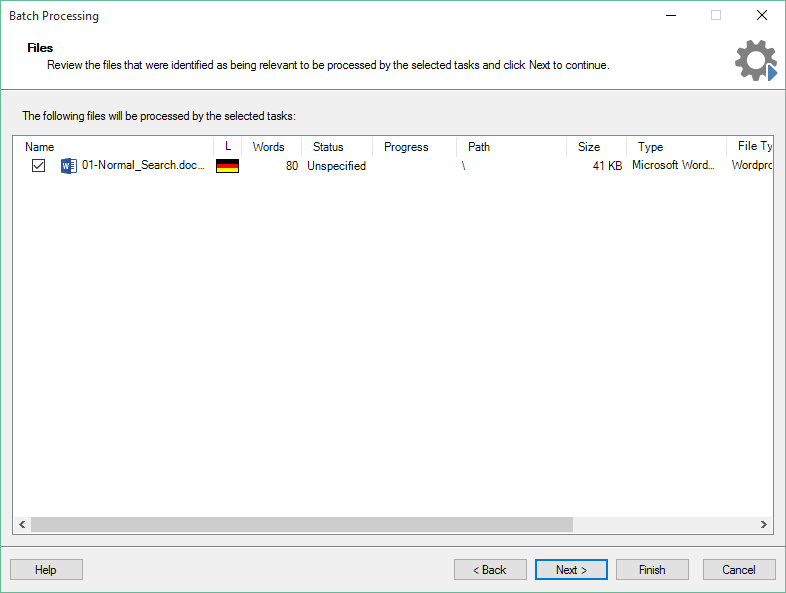 Batch Processing
Files
Review the files that were identified as being relevant to be processed by the selected tasks and click Next to continue.
The following files will be processed by the selected tasks:
Name L Words Status Progress Path Size Type File Ty
01-Normal_Search.doc... 80 Unspecified \ 41 KB Microsoft Word... Wordpro
Help < Back Next > Finish Cancel